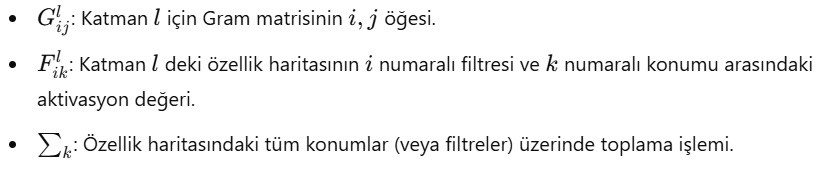 • $G_{ij}^{l}$: Katman $l$ için Gram matrisinin $i, j$ öğesi.
• $F_{ik}^{l}$: Katman $l$ deki özellik haritasının $i$ numaralı filtresi ve $k$ numaralı konumu arasındaki
aktivasyon değeri.
• $\sum_{k}$: Özellik haritasındaki tüm konumlar (veya filtreler) üzerinde toplama işlemi.